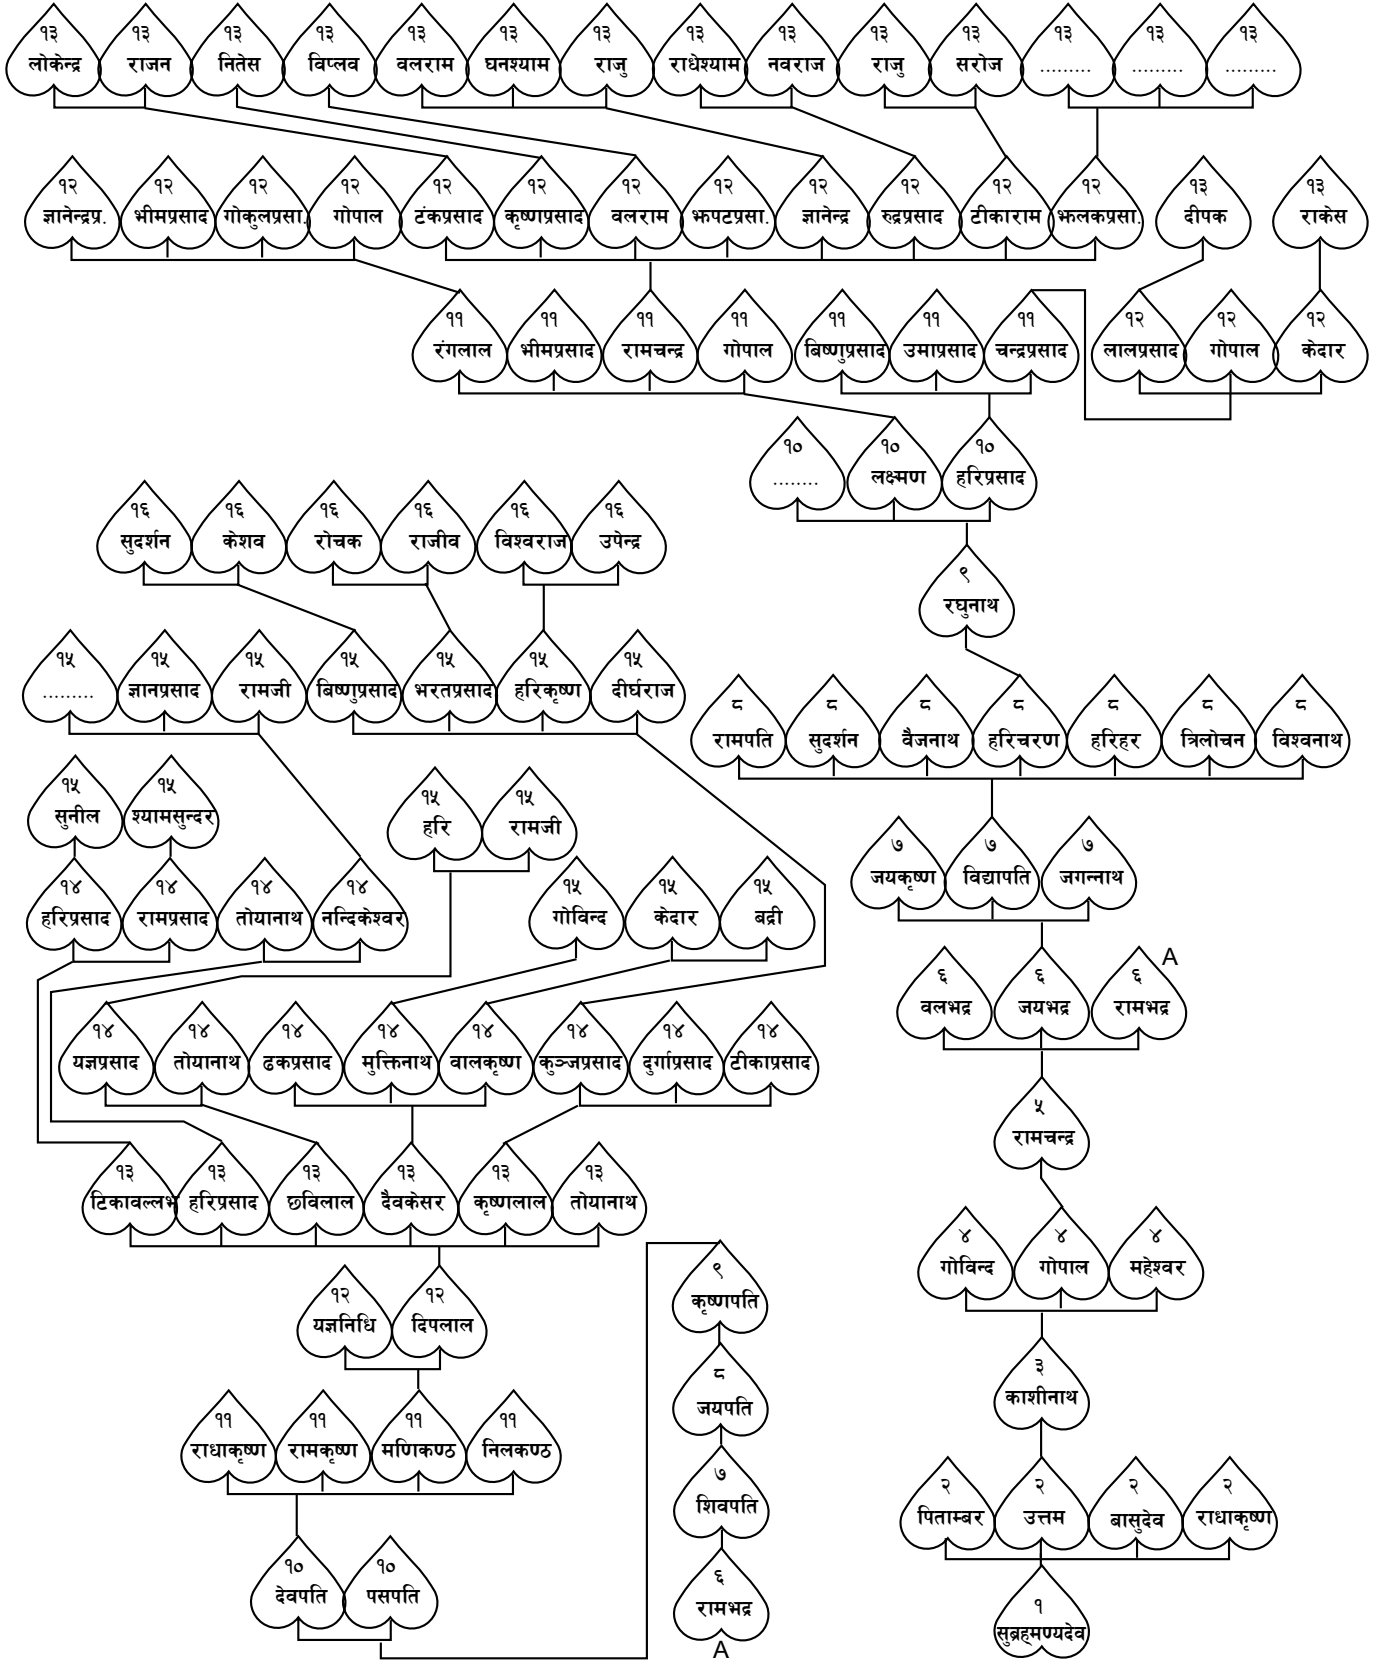 १३ १३ १३ १३ १३ १३ १३ १३ १३ १३ १३ १३ १३ १३
लोकेन्द्र राजन नितेस विप्लव वलराम घनश्याम राजु राधेश्याम नवराज राजु सरोज ......... ......... .........
१२ १२ १२ १२ १२ १२ १२ १२ १२ १२ १२ १२ १३ १३
ज्ञानेन्द्रप्र. भीमप्रसाद गोकुलप्रसा. गोपाल टंकप्रसाद कृष्णप्रसाद वलराम झपटप्रसा. ज्ञानेन्द्र रुद्रप्रसाद टीकाराम झलकप्रसा. दीपक राकेस
११ ११ ११ ११ ११ ११ ११ १२ १२ १२
रंगलाल भीमप्रसाद रामचन्द्र गोपाल बिष्णुप्रसाद उमाप्रसाद चन्द्रप्रसाद लालप्रसाद गोपाल केदार
१० १० १०
........ लक्ष्मण हरिप्रसाद
१६ १६ १६ १६ १६ १६
सुदर्शन केशव रोचक राजीव विश्वराज उपेन्द्र
९
रघुनाथ
१५ १५ १५ १५ १५ १५ १५
......... ज्ञानप्रसाद रामजी बिष्णुप्रसाद भरतप्रसाद हरिकृष्ण दीर्घराज
८ ८ ८ ८ ८ ८ ८
रामपति सुदर्शन वैजनाथ हरिचरण हरिहर त्रिलोचन विश्वनाथ
१५ १५
सुनील श्यामसुन्दर
१५ १५
हरि रामजी
७ ७ ७
जयकृष्ण विद्यापति जगन्नाथ
१४ १४ १४ १४
हरिप्रसाद रामप्रसाद तोयानाथ नन्दिकेश्वर
१५ १५ १५
गोविन्द केदार बद्री
६ ६ ६ A
वलभद्र जयभद्र रामभद्र
१४ १४ १४ १४ १४ १४ १४ १४
यज्ञप्रसाद तोयानाथ ढकप्रसाद मुक्तिनाथ वालकृष्ण कुञ्जप्रसाद दुर्गाप्रसाद टीकाप्रसाद
५
रामचन्द्र
१३ १३ १३ १३ १३ १३
टिकावल्लभ हरिप्रसाद छविलाल दैवकेसर कृष्णलाल तोयानाथ
४ ४ ४
गोविन्द गोपाल महेश्वर
९
कृष्णपति
१२ १२
यज्ञनिधि दिपलाल
३
काशीनाथ
८
जयपति
११ ११ ११ ११
राधाकृष्ण रामकृष्ण मणिकण्ठ निलकण्ठ
७
शिवपति
२ २ २ २
पिताम्बर उत्तम बासुदेव राधाकृष्ण
१० १०
देवपति पसपति
६
रामभद्र
A
१
सुब्रह्मण्यदेव